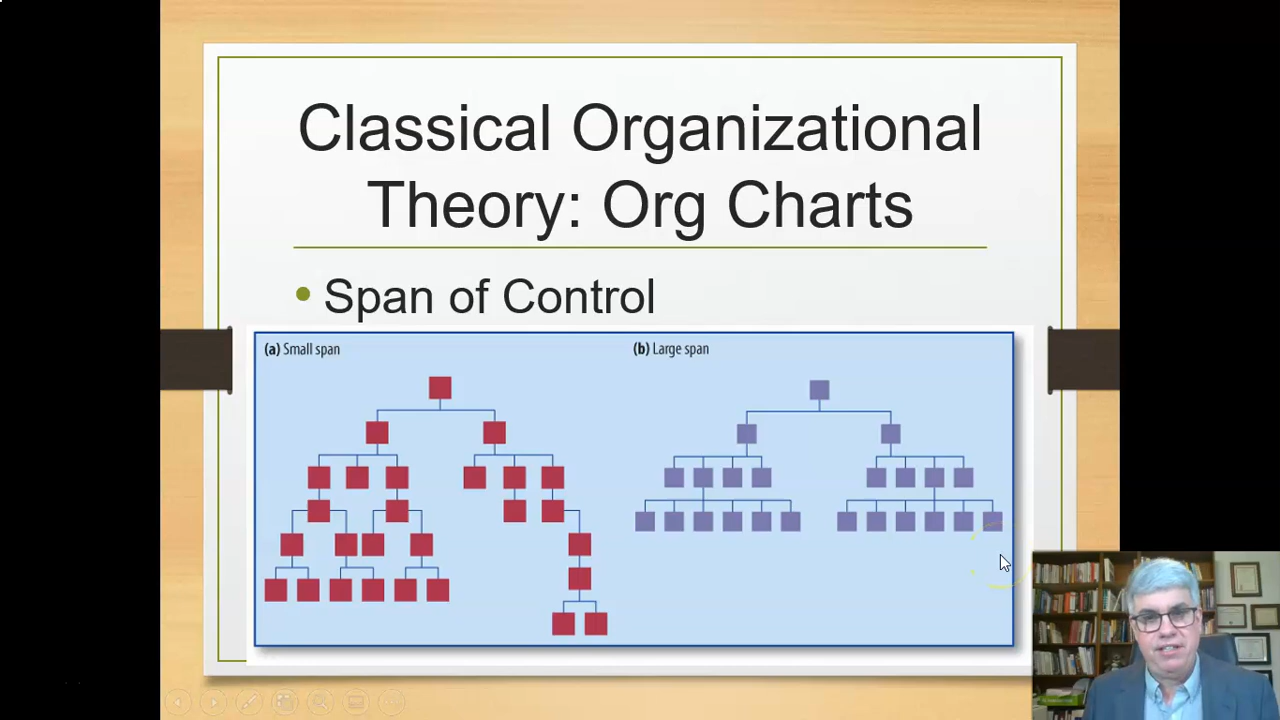 Classical Organizational
Theory: Org Charts
• Span of Control
(a) Small span
(b) Large span